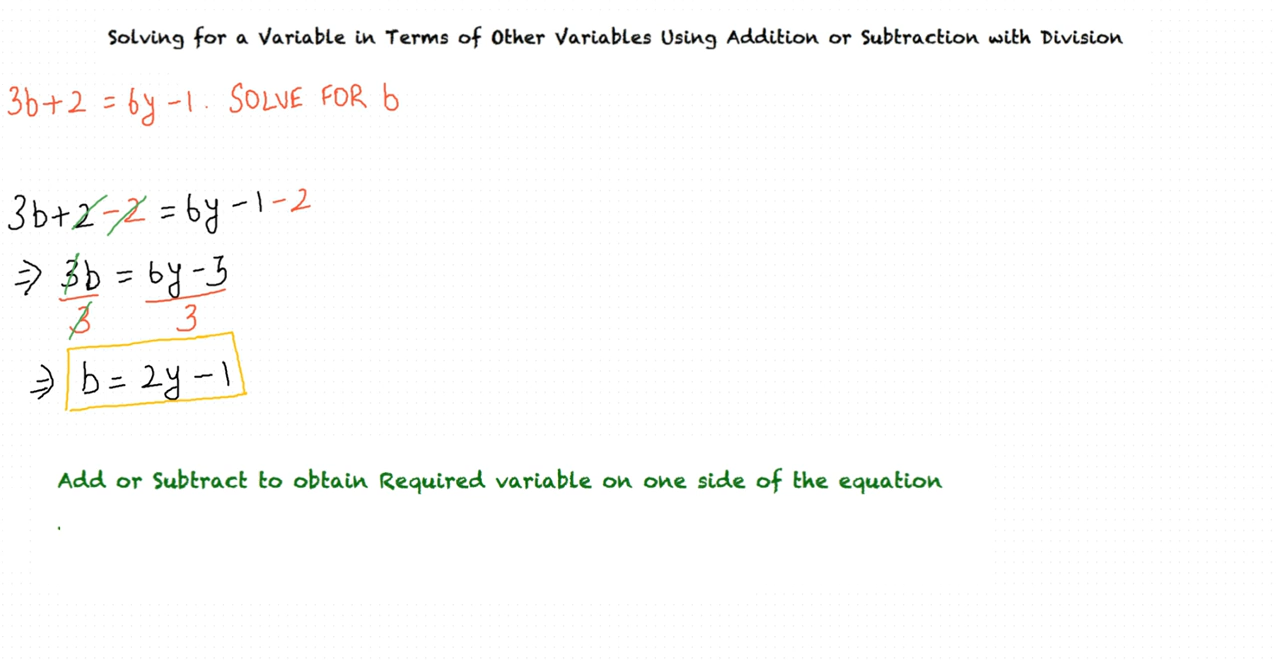 Solving for a Variable in Terms of Other Variables Using Addition or Subtraction with Division
3b+2 = 6y-1. SOLVE FOR b
3b+2-2 = 6y-1-2
⇒ 3b = 6y-3
3 3
⇒ b = 2y-1
Add or Subtract to obtain Required variable on one side of the equation